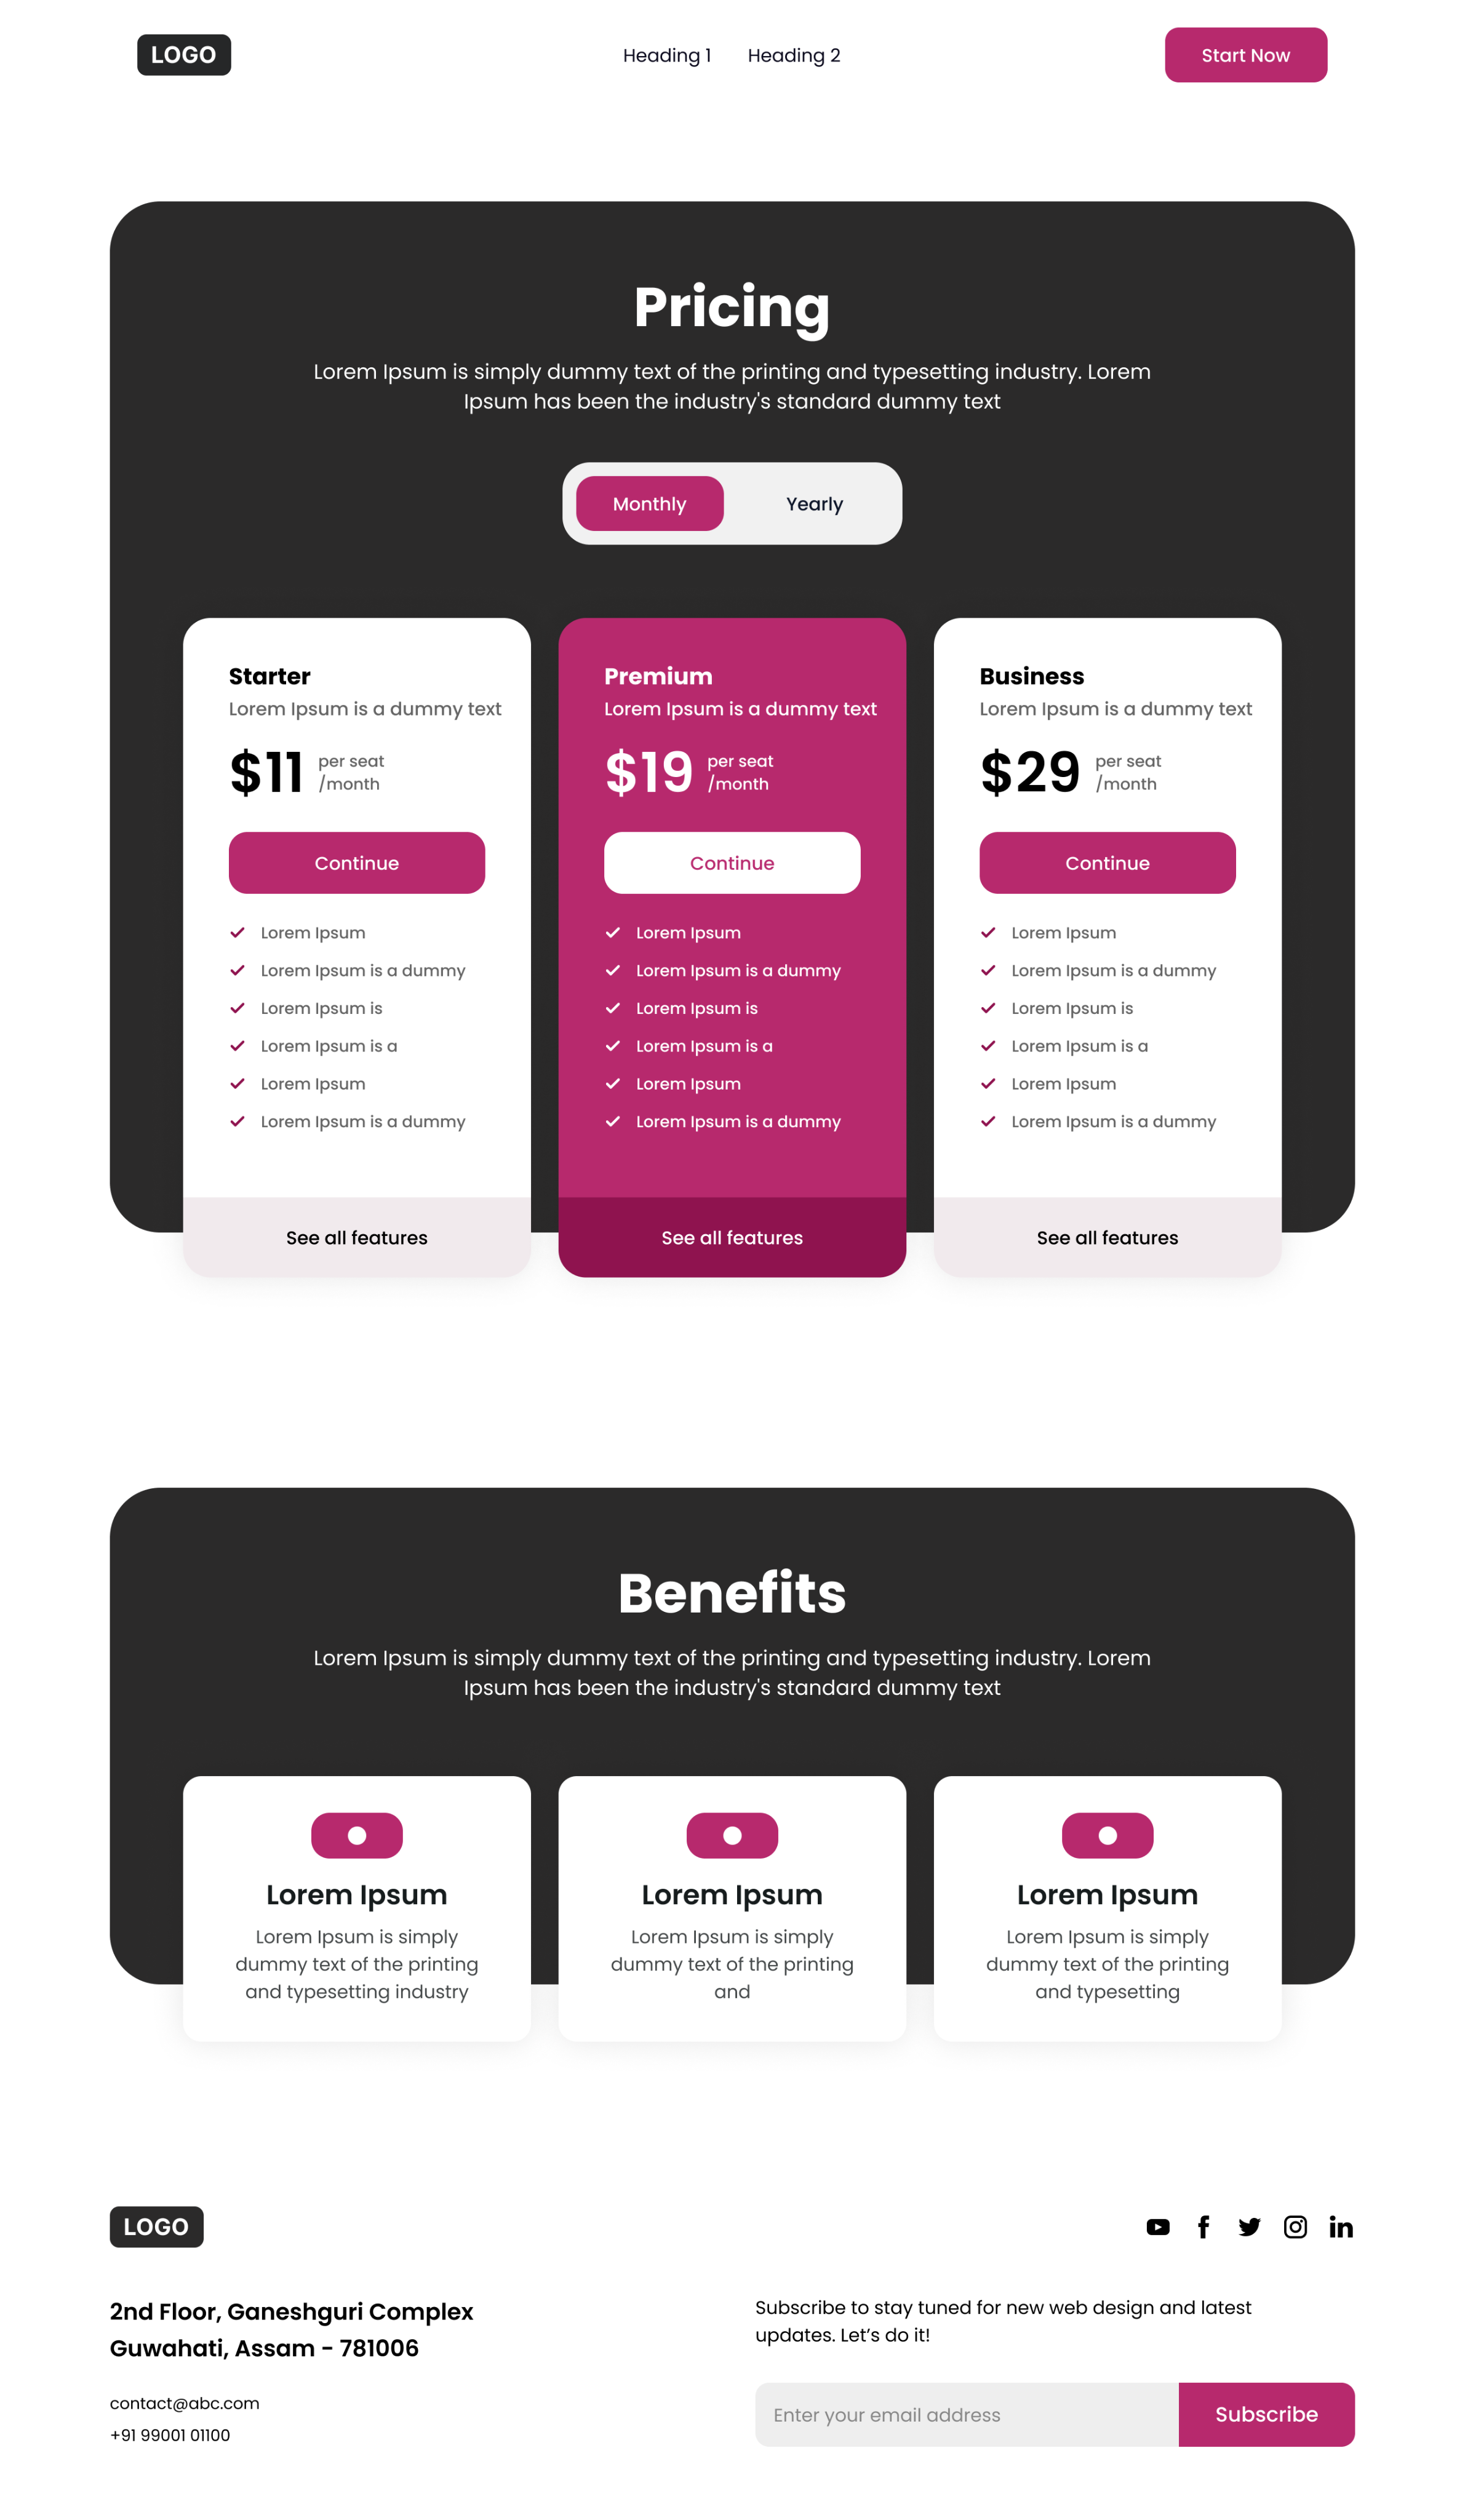 LOGO
Heading 1
Heading 2
Start Now
Pricing
Lorem Ipsum is simply dummy text of the printing and typesetting industry. Lorem
Ipsum has been the industry's standard dummy text
Monthly
Yearly
Starter
Lorem Ipsum is a dummy text
$11
per seat
/month
Continue
Lorem Ipsum
Lorem Ipsum is a dummy
Lorem Ipsum is
Lorem Ipsum is a
Lorem Ipsum
Lorem Ipsum is a dummy
See all features
Premium
Lorem Ipsum is a dummy text
$19
per seat
/month
Continue
Lorem Ipsum
Lorem Ipsum is a dummy
Lorem Ipsum is
Lorem Ipsum is a
Lorem Ipsum
Lorem Ipsum is a dummy
See all features
Business
Lorem Ipsum is a dummy text
$29
per seat
/month
Continue
Lorem Ipsum
Lorem Ipsum is a dummy
Lorem Ipsum is
Lorem Ipsum is a
Lorem Ipsum
Lorem Ipsum is a dummy
See all features
Benefits
Lorem Ipsum is simply dummy text of the printing and typesetting industry. Lorem
Ipsum has been the industry's standard dummy text
Lorem Ipsum
Lorem Ipsum is simply
dummy text of the printing
and typesetting industry
Lorem Ipsum
Lorem Ipsum is simply
dummy text of the printing
and
Lorem Ipsum
Lorem Ipsum is simply
dummy text of the printing
and typesetting
LOGO
2nd Floor, Ganeshguri Complex
Guwahati, Assam - 781006
contact@abc.com
+91 99001 01100
Subscribe to stay tuned for new web design and latest
updates. Let’s do it!
Enter your email address
Subscribe